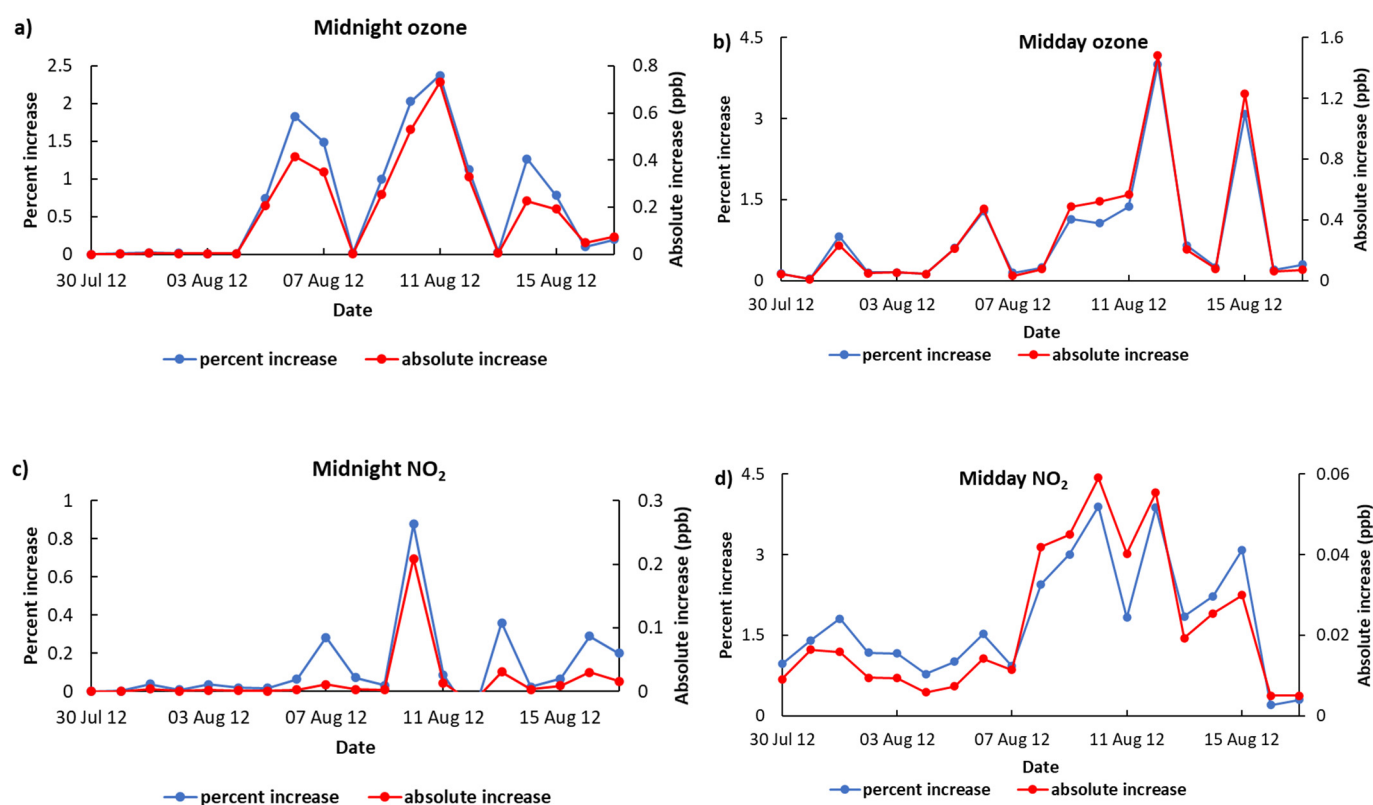 a)
Midnight ozone
2.5
2
1.5
1
0.5
0
Percent increase
0.8
0.6
0.4
0.2
0
Absolute increase (ppb)
30 Jul 12 03 Aug 12 07 Aug 12 11 Aug 12 15 Aug 12
Date
percent increase absolute increase
b)
Midday ozone
4.5
3
1.5
0
Percent increase
1.6
1.2
0.8
0.4
0
Absolute increase (ppb)
30 Jul 12 03 Aug 12 07 Aug 12 11 Aug 12 15 Aug 12
Date
percent increase absolute increase
c)
Midnight NO₂
1
0.8
0.6
0.4
0.2
0
Percent increase
0.3
0.2
0.1
0
Absolute increase (ppb)
30 Jul 12 03 Aug 12 07 Aug 12 11 Aug 12 15 Aug 12
Date
percent increase absolute increase
d)
Midday NO₂
4.5
3
1.5
0
Percent increase
0.06
0.04
0.02
0
Absolute increase (ppb)
30 Jul 12 03 Aug 12 07 Aug 12 11 Aug 12 15 Aug 12
Date
percent increase absolute increase